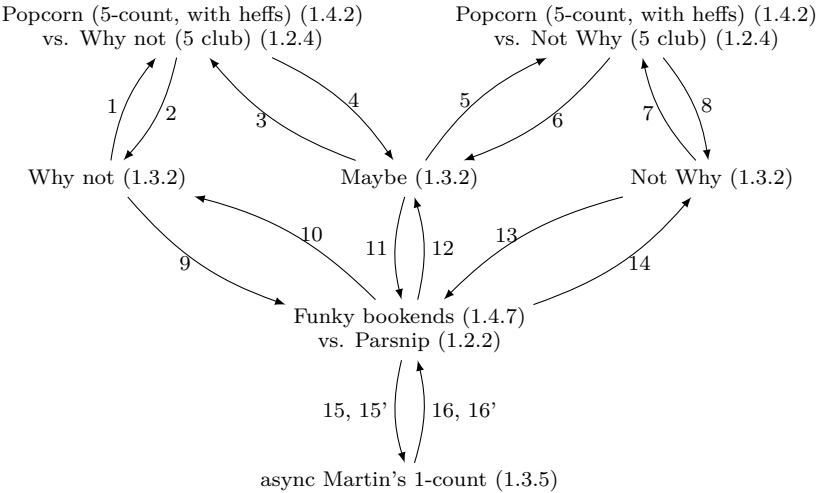 Popcorn (5-count, with heffs) (1.4.2)
vs. Why not (5 club) (1.2.4)
Popcorn (5-count, with heffs) (1.4.2)
vs. Not Why (5 club) (1.2.4)
1
2
3
4
5
6
7
8
Why not (1.3.2)
Maybe (1.3.2)
Not Why (1.3.2)
9
10
11
12
13
14
Funky bookends (1.4.7)
vs. Parsnip (1.2.2)
15, 15'
16, 16'
async Martin's 1-count (1.3.5)